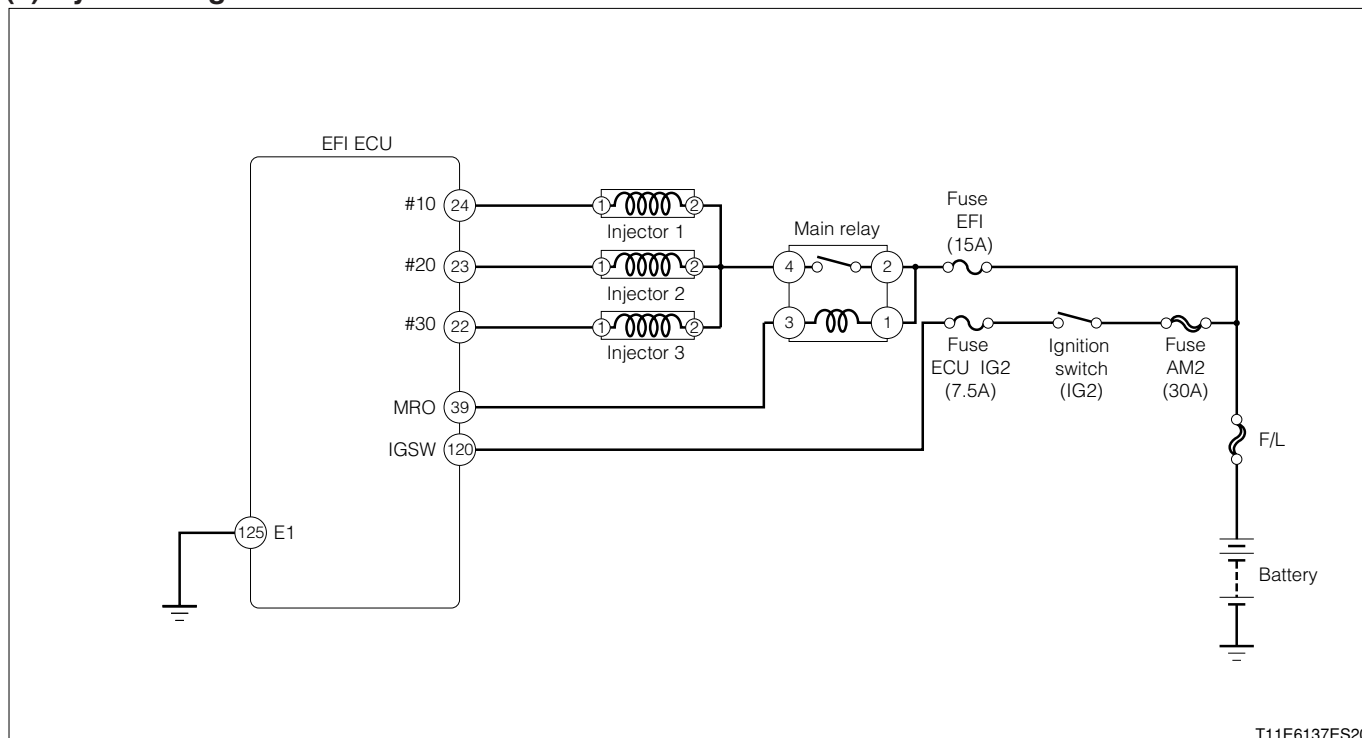 EFI ECU
#10 24
1 2
Injector 1
#20 23
1 2
Injector 2
#30 22
1 2
Injector 3
Main relay
4 2
3 1
Fuse
EFI
(15A)
Fuse
ECU IG2
(7.5A)
Ignition
switch
(IG2)
Fuse
AM2
(30A)
MRO 39
IGSW 120
F/L
125 E1
Battery